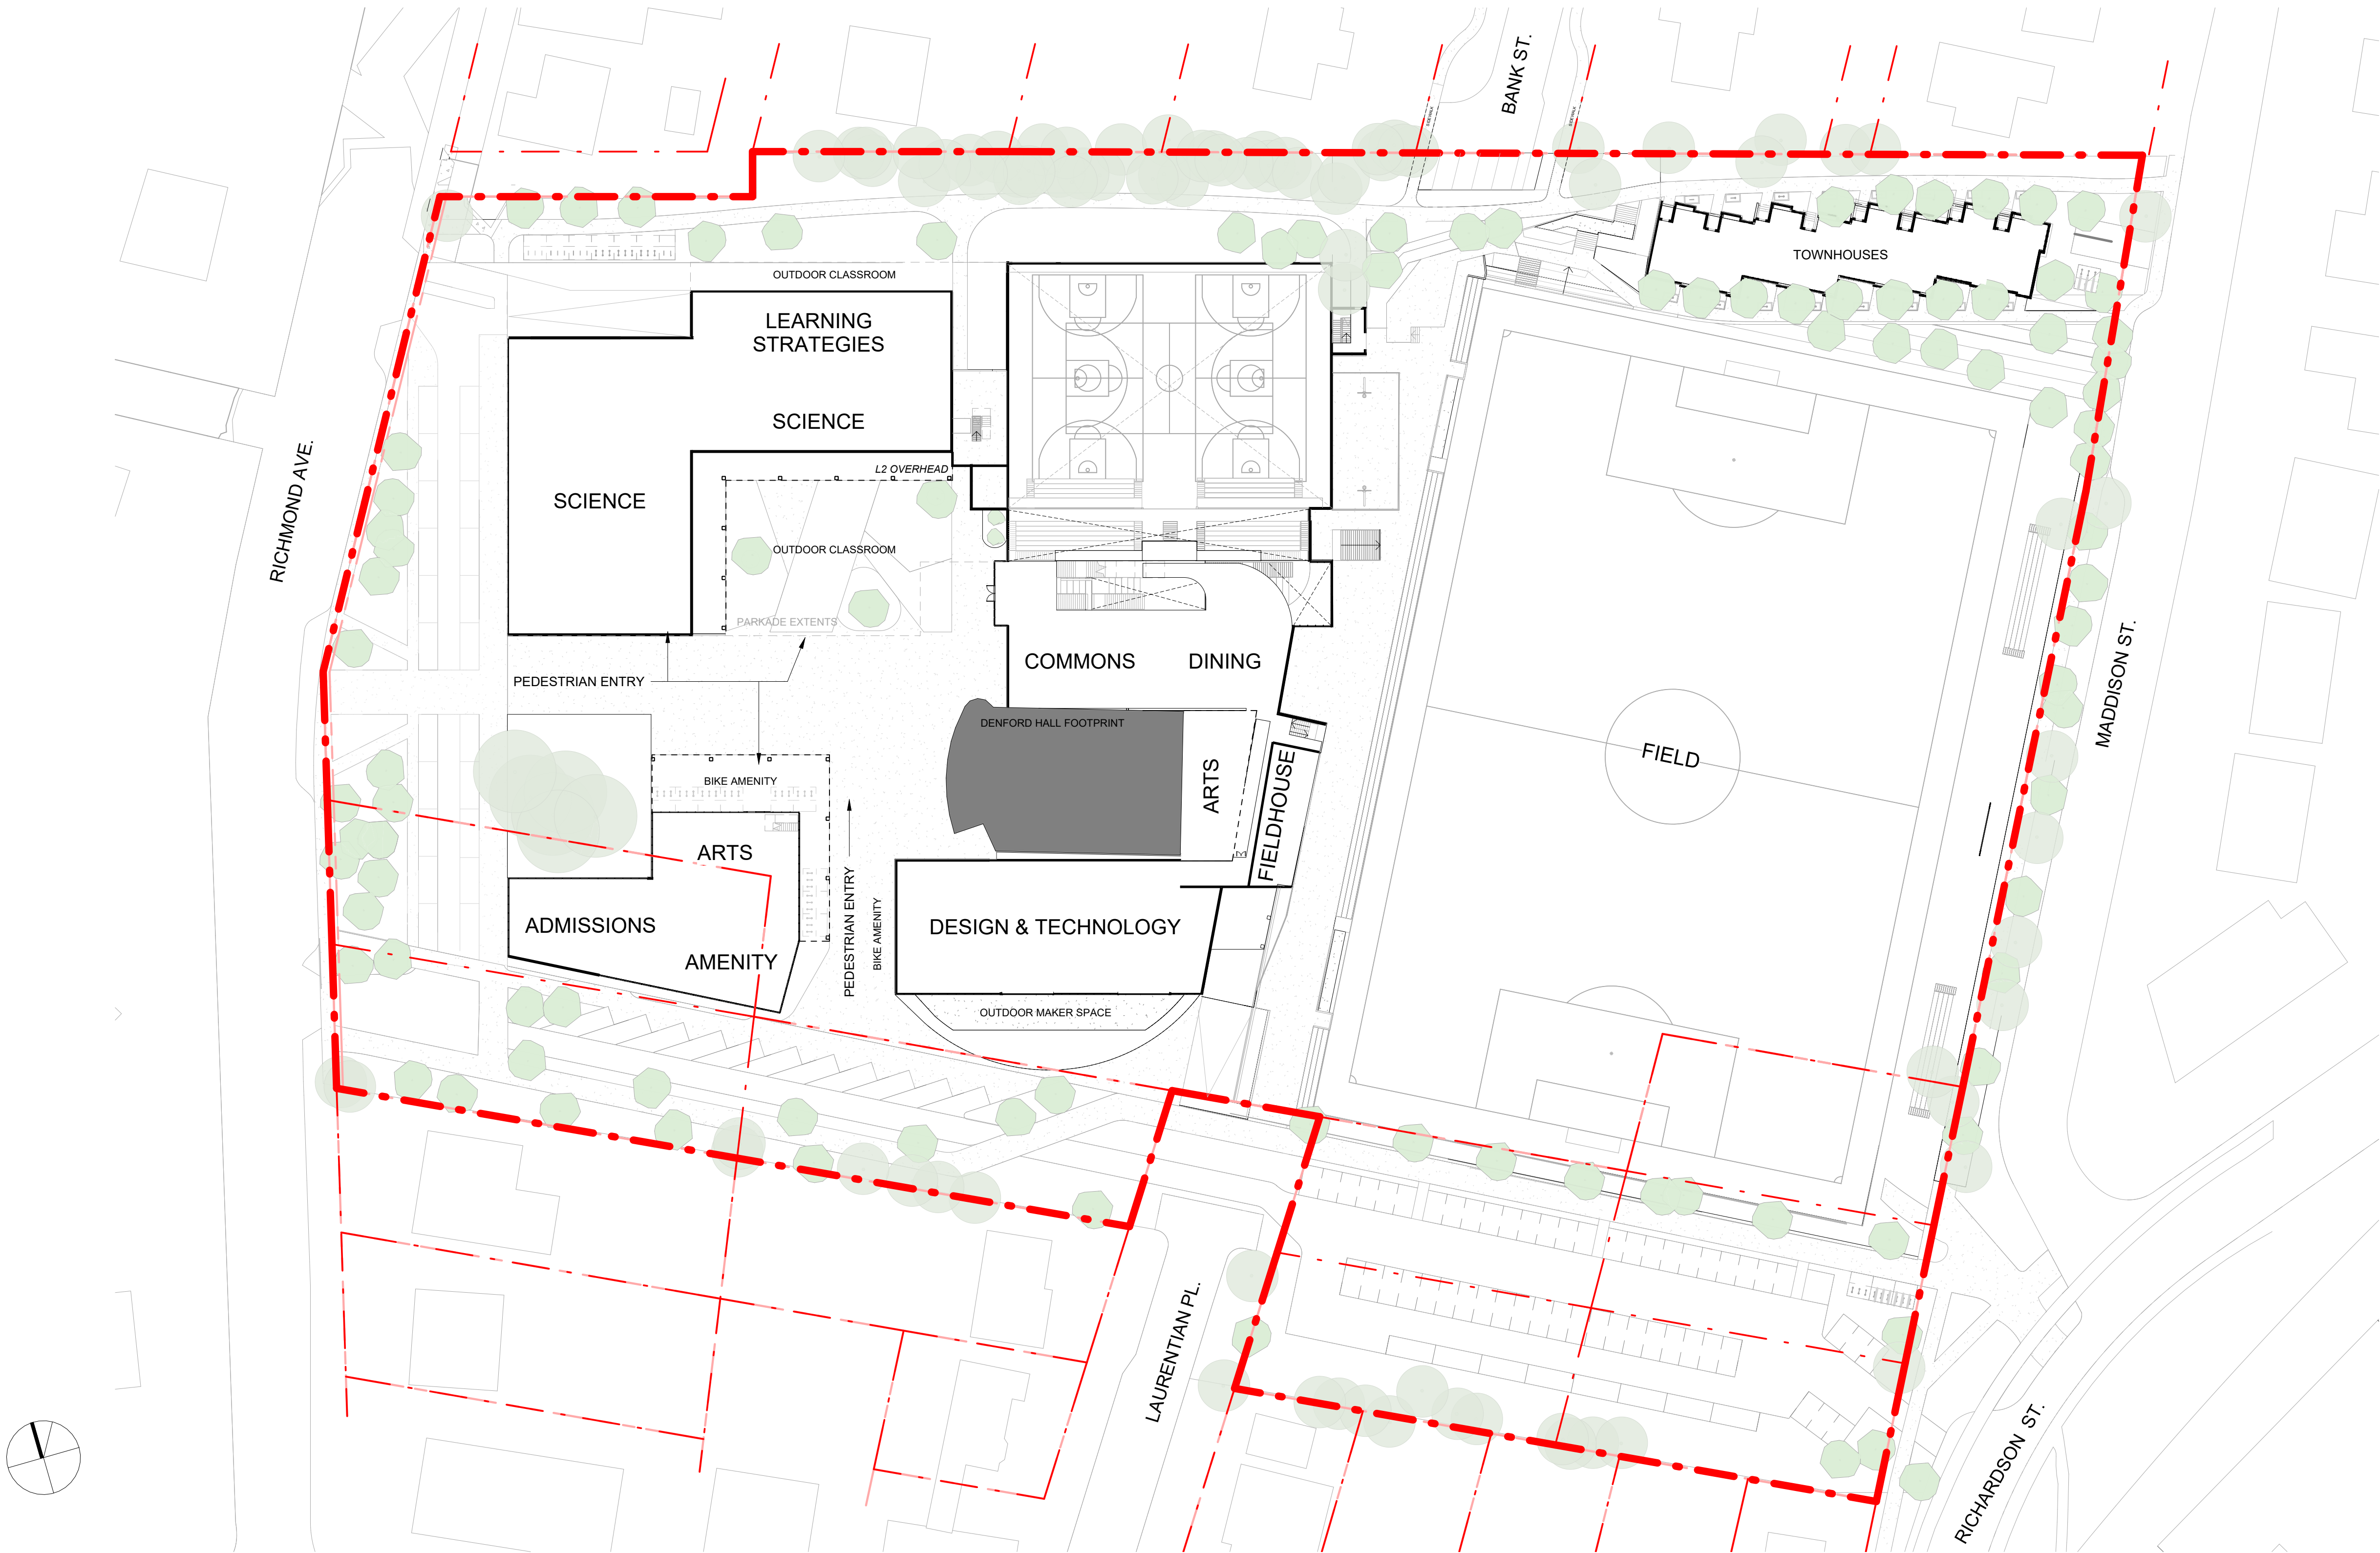 BANK ST.
SIDEWALK
SIDEWALK
TOWNHOUSES
OUTDOOR CLASSROOM
LEARNING
STRATEGIES
SCIENCE
L2 OVERHEAD
SCIENCE
RICHMOND AVE.
OUTDOOR CLASSROOM
PARKADE EXTENTS
COMMONS
DINING
PEDESTRIAN ENTRY
MADDISON ST.
DENFORD HALL FOOTPRINT
FIELD
BIKE AMENITY
ARTS
FIELDHOUSE
ARTS
ADMISSIONS
AMENITY
PEDESTRIAN ENTRY
BIKE AMENITY
DESIGN & TECHNOLOGY
OUTDOOR MAKER SPACE
LAURENTIAN PL.
RICHARDSON ST.